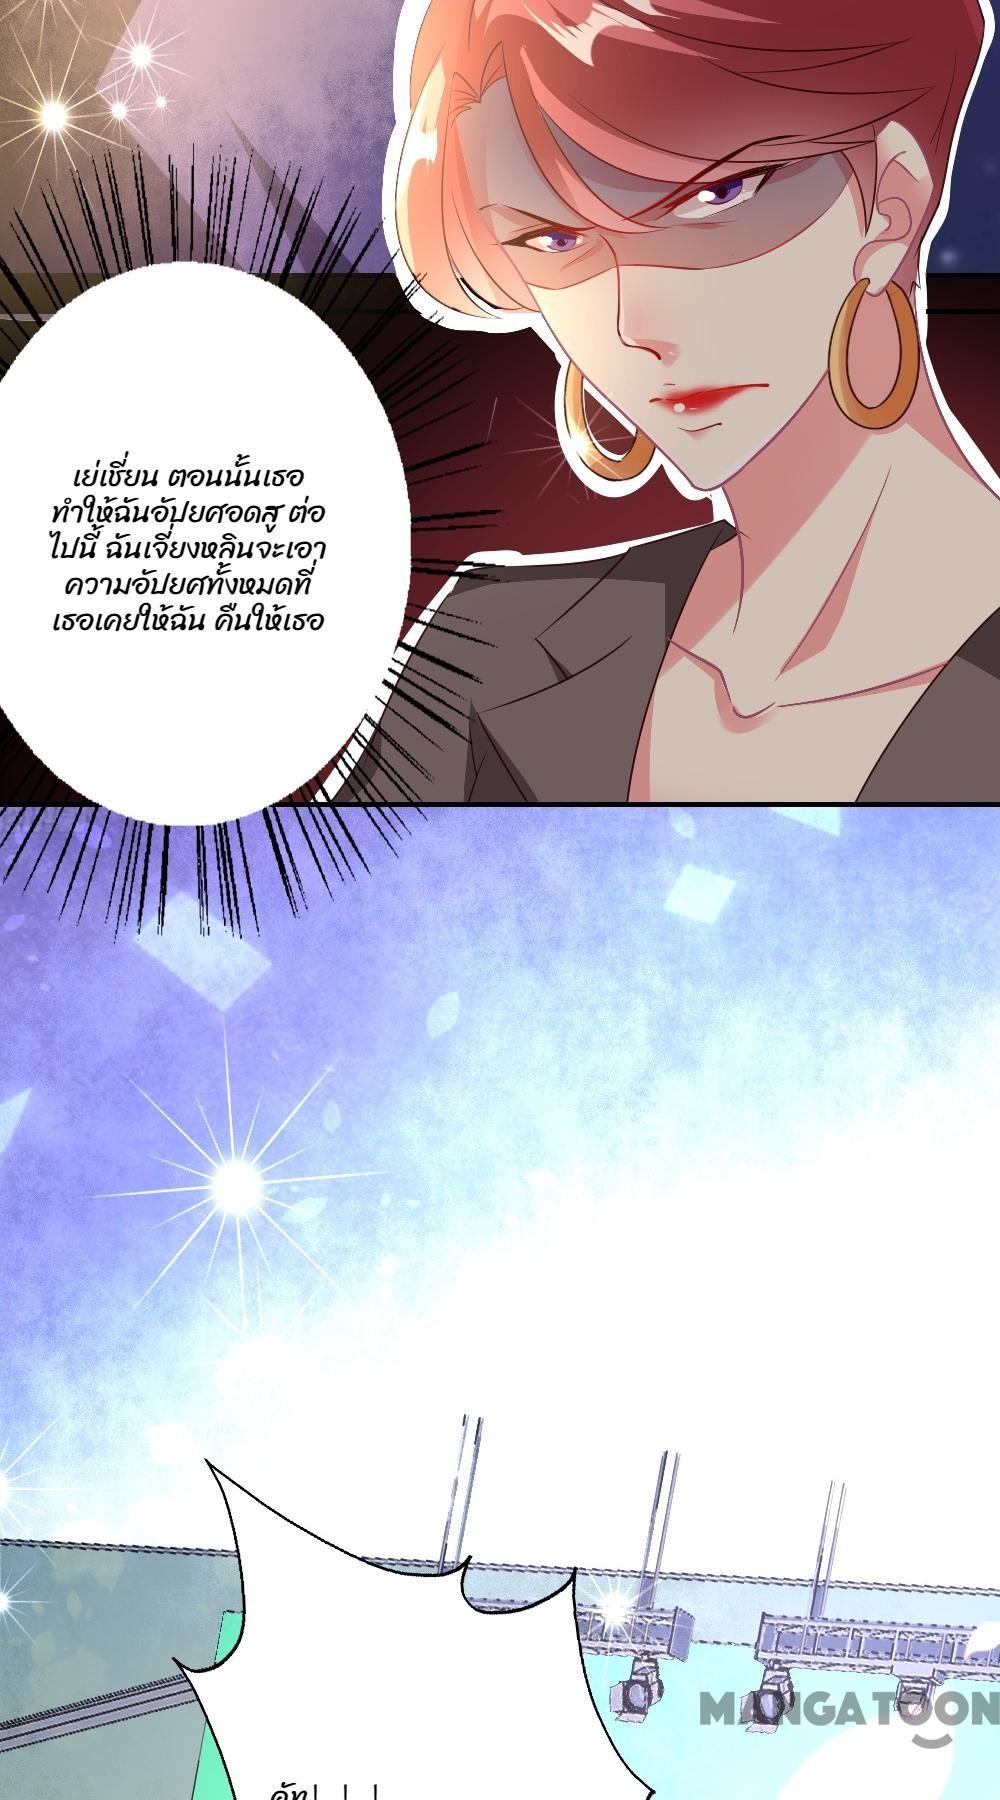 เย่เชี่ยน ตอนนั้นเธอ
ทำให้ฉันอัปยศอดสู ต่อ
ไปนี้ ฉันเจี่ยงหลินจะเอา
ความอัปยศทั้งหมดที่
เธอเคยให้ฉัน คืนให้เธอ
MANGATOON
คัท! ! ! !